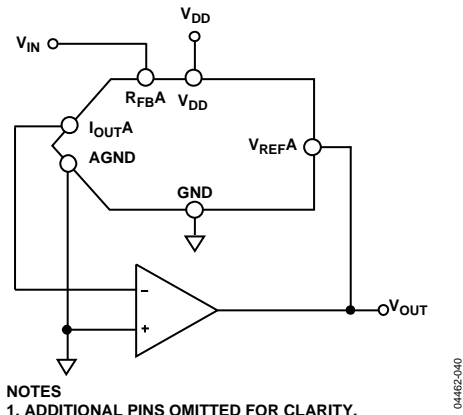 VDD
VIN
RFBA VDD
IOUTA
VREFA
AGND
GND
–
+
VOUT
NOTES
1. ADDITIONAL PINS OMITTED FOR CLARITY.
04462-040